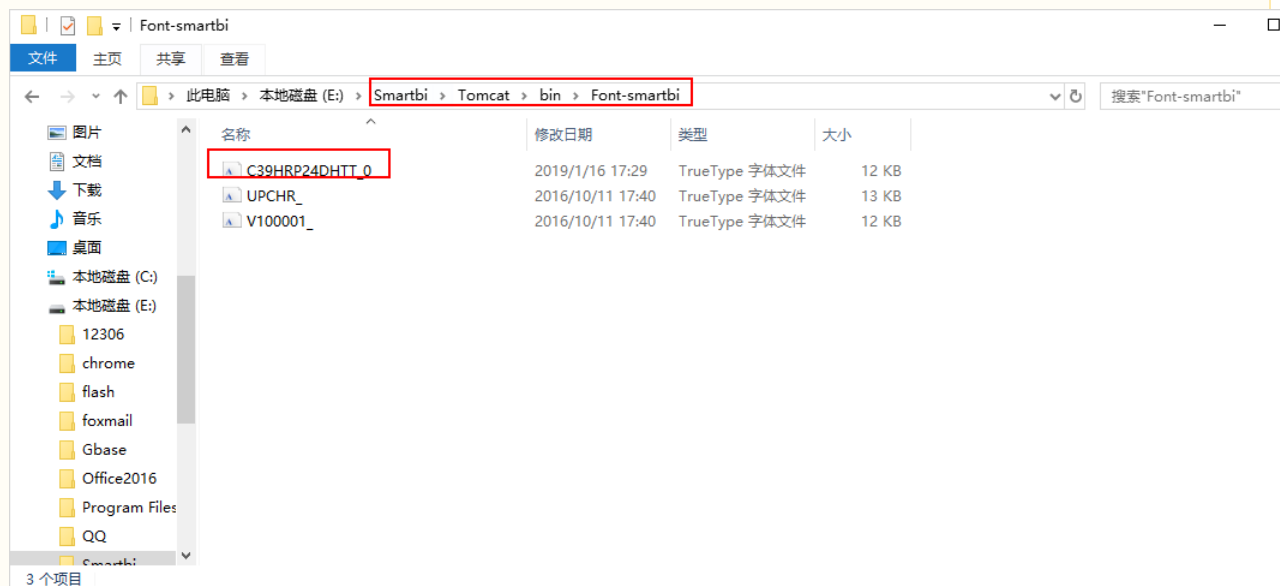 Font-smartbi
文件 主页 共享 查看
此电脑 本地磁盘 (E:) Smartbi Tomcat bin Font-smartbi 搜索"Font-smartbi"
图片
文档
下载
音乐
桌面
本地磁盘 (C:)
本地磁盘 (E:)
12306
chrome
flash
foxmail
Gbase
Office2016
Program Files
QQ
Smartbi
名称 修改日期 类型 大小
C39HRP24DHTT_0 2019/1/16 17:29 TrueType 字体文件 12 KB
UPCHR_ 2016/10/11 17:40 TrueType 字体文件 13 KB
V100001_ 2016/10/11 17:40 TrueType 字体文件 12 KB
3 个项目